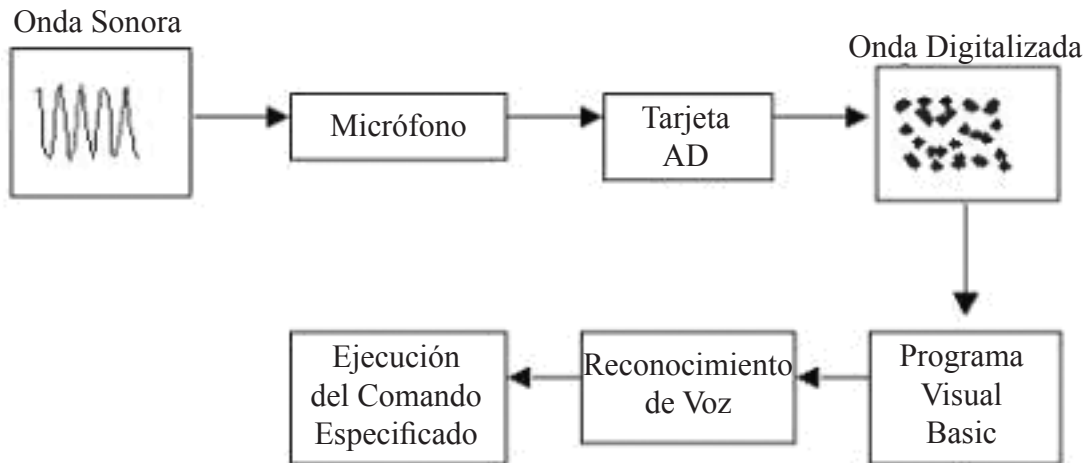 Onda Sonora
Micrófono
Tarjeta
AD
Onda Digitalizada
Programa
Visual
Basic
Reconocimiento
de Voz
Ejecución
del Comando
Especificado